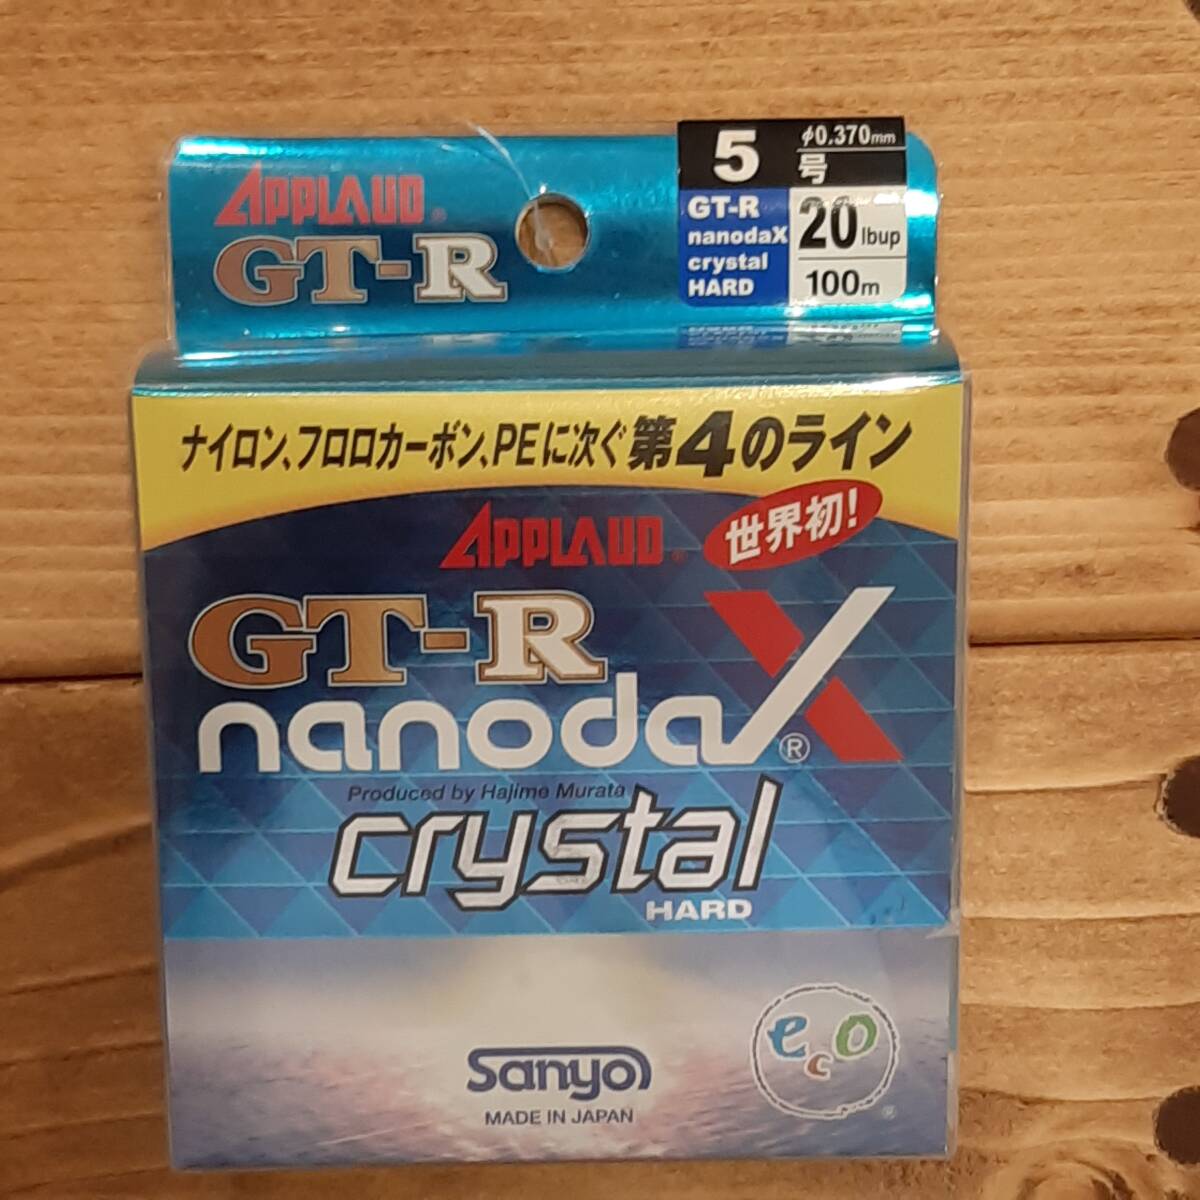 APPLAUD®
GT-R
5号
φ0.370mm
GT-R
nanodaX
crystal
HARD
20lbup
100m
ナイロン、フロロカーボン、PEに次ぐ第4のライン
世界初!
APPLAUD®
GT-R
nanodaX®
Produced by Hajime Murata
crystal
HARD
eco
Sanyo
MADE IN JAPAN